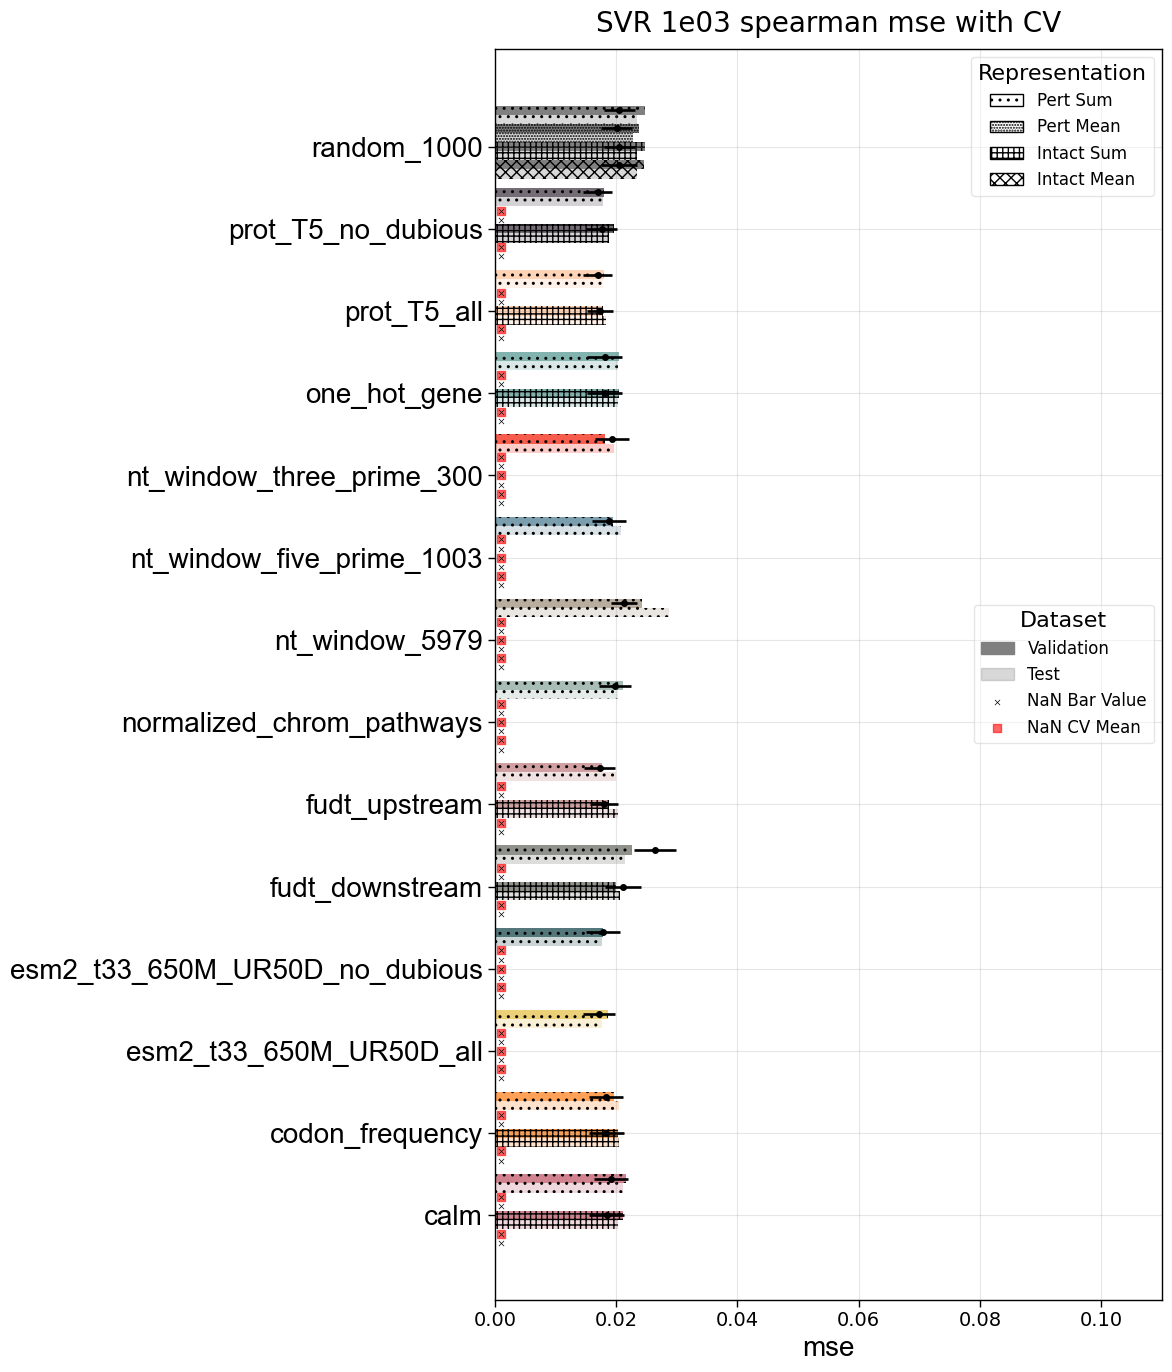 SVR 1e03 spearman mse with CV
Representation
Pert Sum
Pert Mean
Intact Sum
Intact Mean
random_1000
prot_T5_no_dubious
prot_T5_all
one_hot_gene
nt_window_three_prime_300
nt_window_five_prime_1003
nt_window_5979
normalized_chrom_pathways
fudt_upstream
fudt_downstream
esm2_t33_650M_UR50D_no_dubious
esm2_t33_650M_UR50D_all
codon_frequency
calm
Dataset
Validation
Test
NaN Bar Value
NaN CV Mean
0.00 0.02 0.04 0.06 0.08 0.10
mse